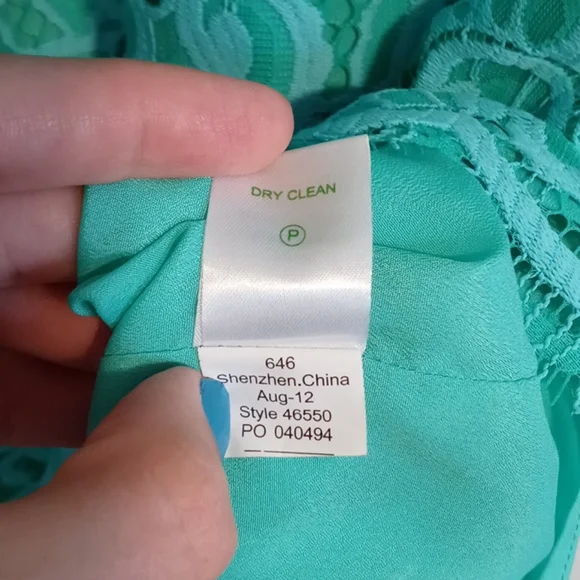 DRY CLEAN
P
646
Shenzhen.China
Aug-12
Style 46550
PO 040494